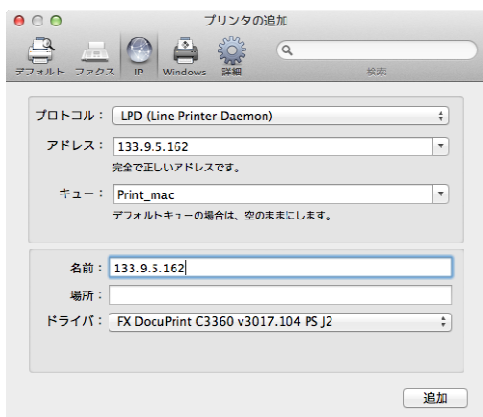 プリンタの追加
デフォルト ファクス IP Windows 詳細 検索
プロトコル： LPD (Line Printer Daemon)
アドレス： 133.9.5.162
完全で正しいアドレスです。
キュー： Print_mac
デフォルトキューの場合は、空のままにします。
名前： 133.9.5.162
場所：
ドライバ： FX DocuPrint C3360 v3017.104 PS J2
追加